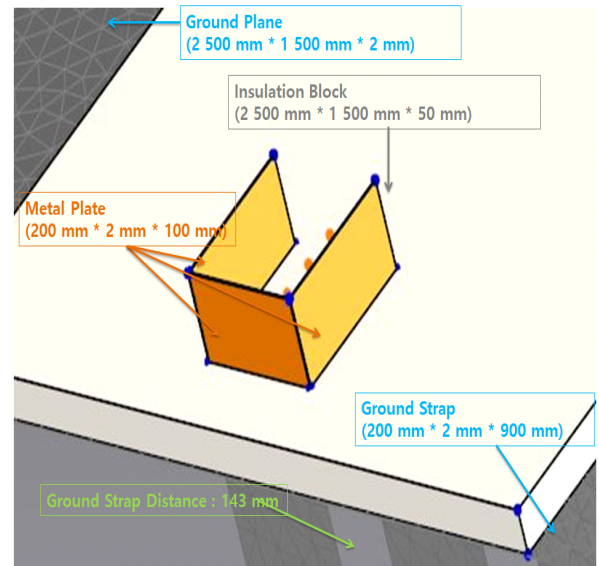 Ground Plane
(2 500 mm * 1 500 mm * 2 mm)
Insulation Block
(2 500 mm * 1 500 mm * 50 mm)
Metal Plate
(200 mm * 2 mm * 100 mm)
Ground Strap
(200 mm * 2 mm * 900 mm)
Ground Strap Distance : 143 mm